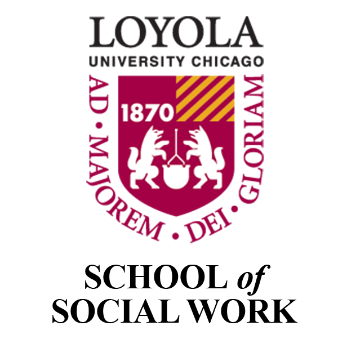 LOYOLA
UNIVERSITY CHICAGO
AD • MAJOREM • DEI • GLORIAM
1870
SCHOOL of
SOCIAL WORK